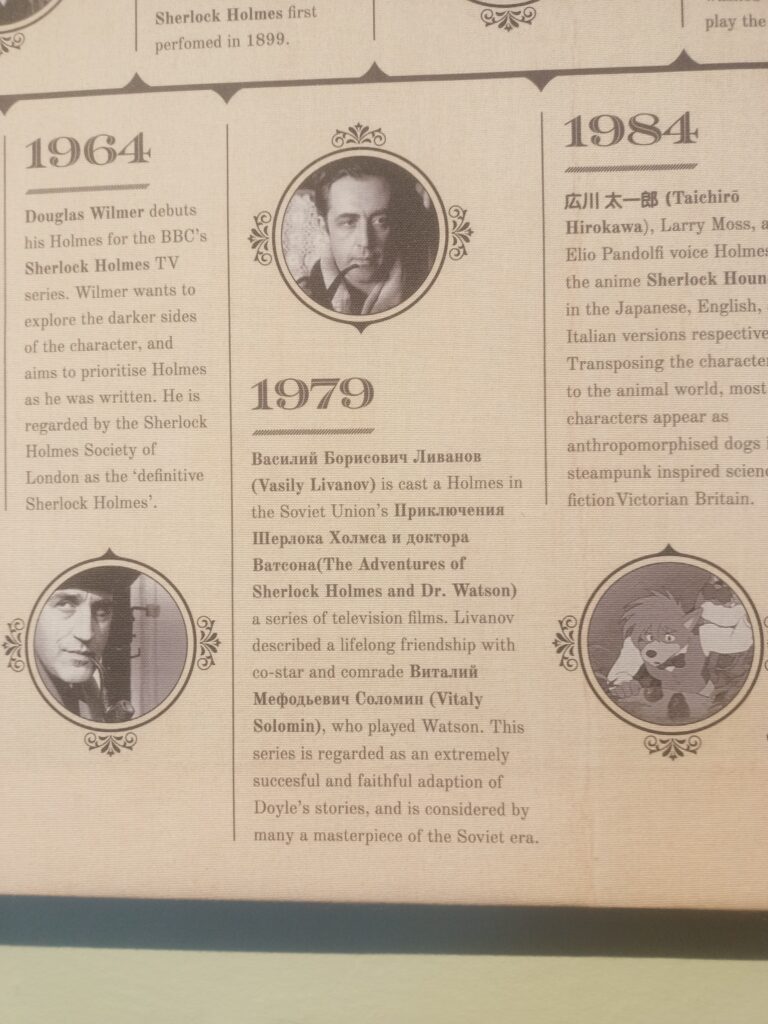 Sherlock Holmes first
perfomed in 1899.
play the
1964
Douglas Wilmer debuts
his Holmes for the BBC's
Sherlock Holmes TV
series. Wilmer wants to
explore the darker sides
of the character, and
aims to prioritise Holmes
as he was written. He is
regarded by the Sherlock
Holmes Society of
London as the 'definitive
Sherlock Holmes'.
1979
Василий Борисович Ливанов
(Vasily Livanov) is cast a Holmes in
the Soviet Union's Приключения
Шерлока Холмса и доктора
Ватсона(The Adventures of
Sherlock Holmes and Dr. Watson)
a series of television films. Livanov
described a lifelong friendship with
co-star and comrade Виталий
Мефодьевич Соломин (Vitaly
Solomin), who played Watson. This
series is regarded as an extremely
succesful and faithful adaption of
Doyle's stories, and is considered by
many a masterpiece of the Soviet era.
1984
広川 太一郎 (Taichirō
Hirokawa), Larry Moss, a
Elio Pandolfi voice Holmes
the anime Sherlock Houn
in the Japanese, English,
Italian versions respective
Transposing the character
to the animal world, most
characters appear as
anthropomorphised dogs i
steampunk inspired scienc
fictionVictorian Britain.